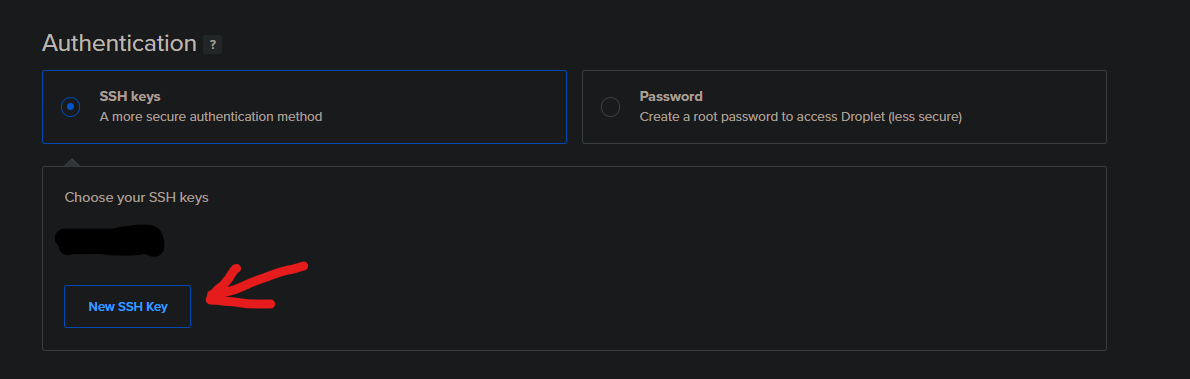 Authentication ?
SSH keys
A more secure authentication method
Password
Create a root password to access Droplet (less secure)
Choose your SSH keys
New SSH Key